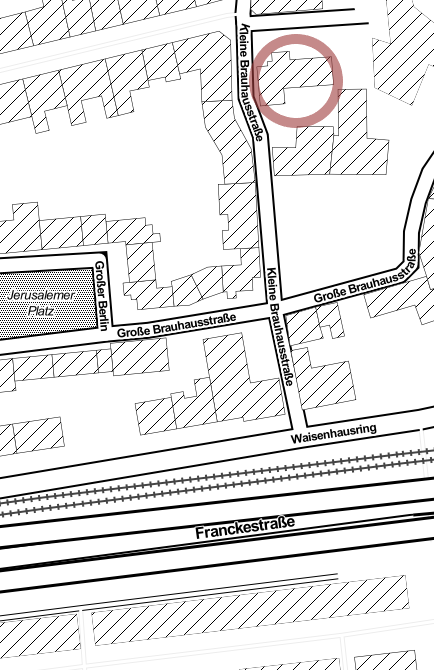 Kleine Brauhausstraße
Großer Berlin
Jerusalemer
Platz
Kleine Brauhausstraße
Große Brauhausstraße
Große Brauhausstraße
Waisenhausring
Franckestraße